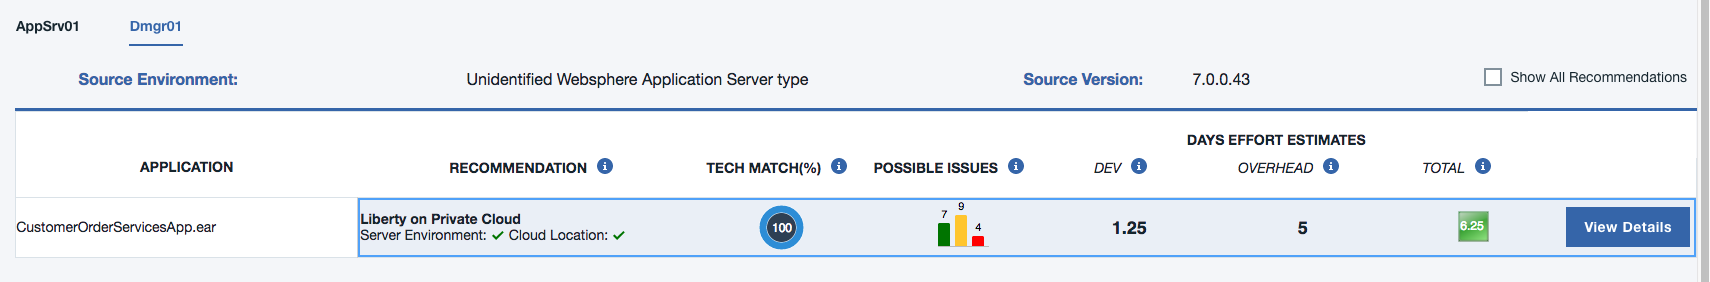 AppSrv01 Dmgr01
Source Environment: Unidentified Websphere Application Server type Source Version: 7.0.0.43 Show All Recommendations
DAYS EFFORT ESTIMATES
APPLICATION RECOMMENDATION i TECH MATCH(%) i POSSIBLE ISSUES i DEV i OVERHEAD i TOTAL i
CustomerOrderServicesApp.ear
Liberty on Private Cloud
Server Environment: ✓ Cloud Location: ✓
100
7 9 4
1.25 5 6.25 View Details